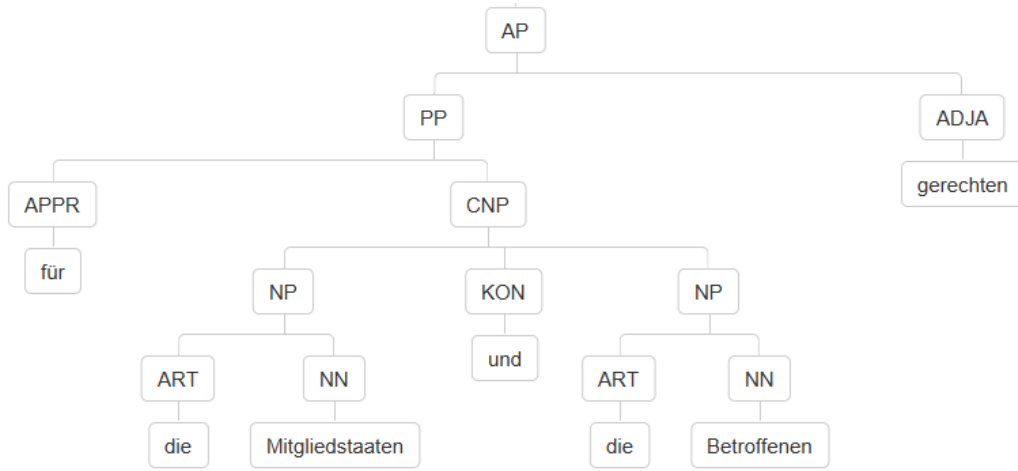 AP
PP ADJA
APPR CNP gerechten
für NP KON NP
ART NN und ART NN
die Mitgliedstaaten die Betroffenen